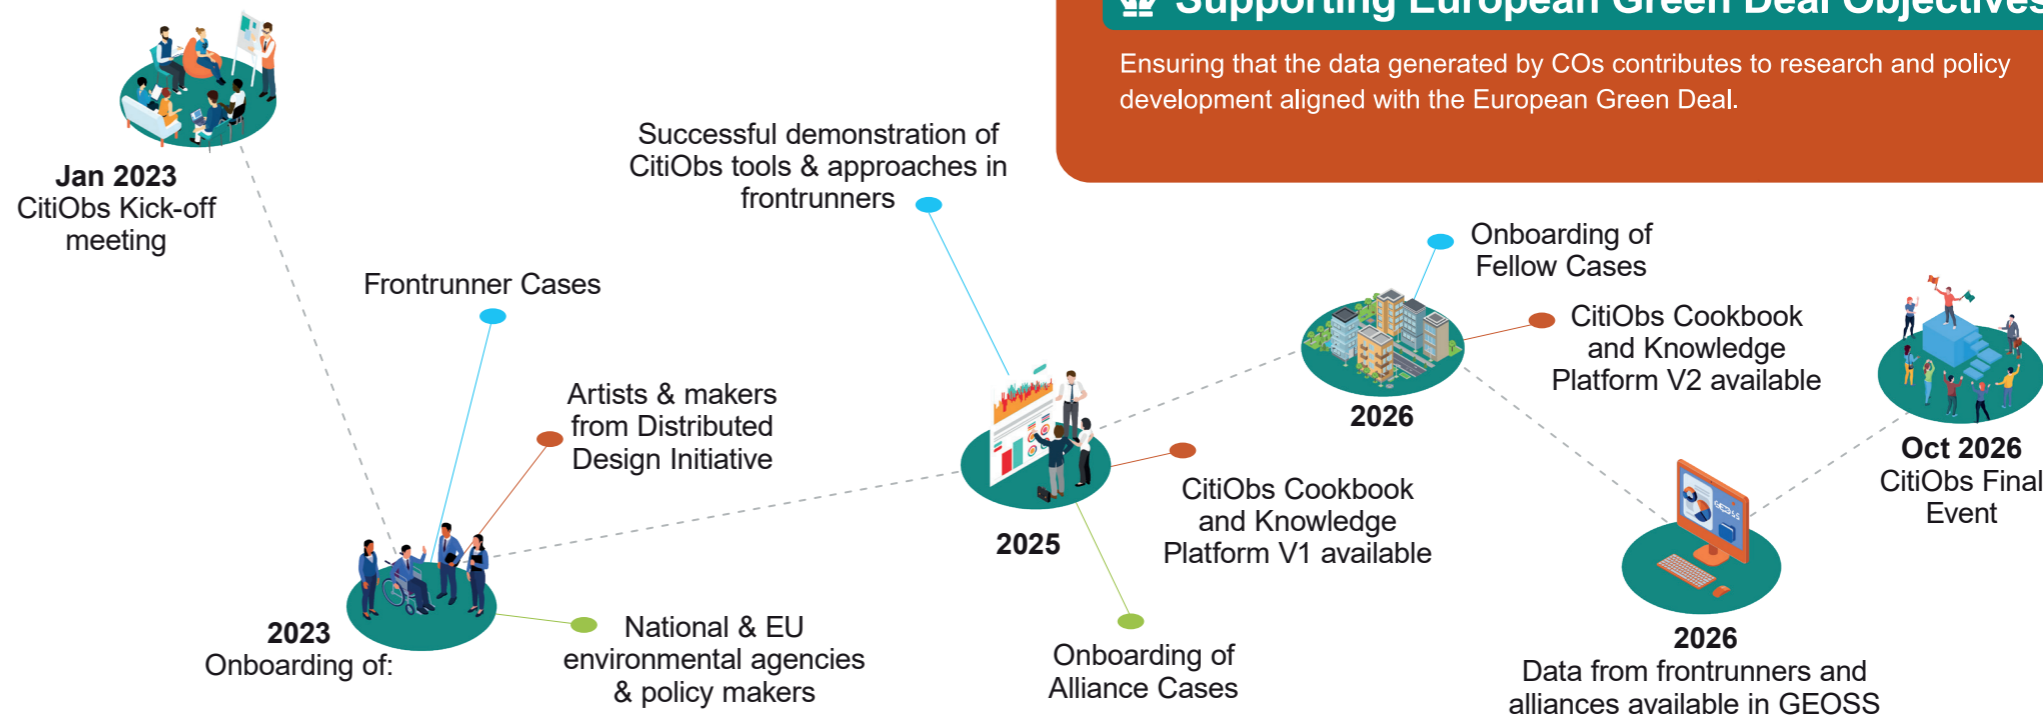 Supporting European Green Deal Objectives
Ensuring that the data generated by COs contributes to research and policy
development aligned with the European Green Deal.
Jan 2023
CitiObs Kick-off
meeting
2023
Onboarding of:
Frontrunner Cases
Artists & makers
from Distributed
Design Initiative
National & EU
environmental agencies
& policy makers
Successful demonstration of
CitiObs tools & approaches in
frontrunners
2025
CitiObs Cookbook
and Knowledge
Platform V1 available
Onboarding of
Alliance Cases
2026
Onboarding of
Fellow Cases
CitiObs Cookbook
and Knowledge
Platform V2 available
GEOSS
2026
Data from frontrunners and
alliances available in GEOSS
Oct 2026
CitiObs Final
Event